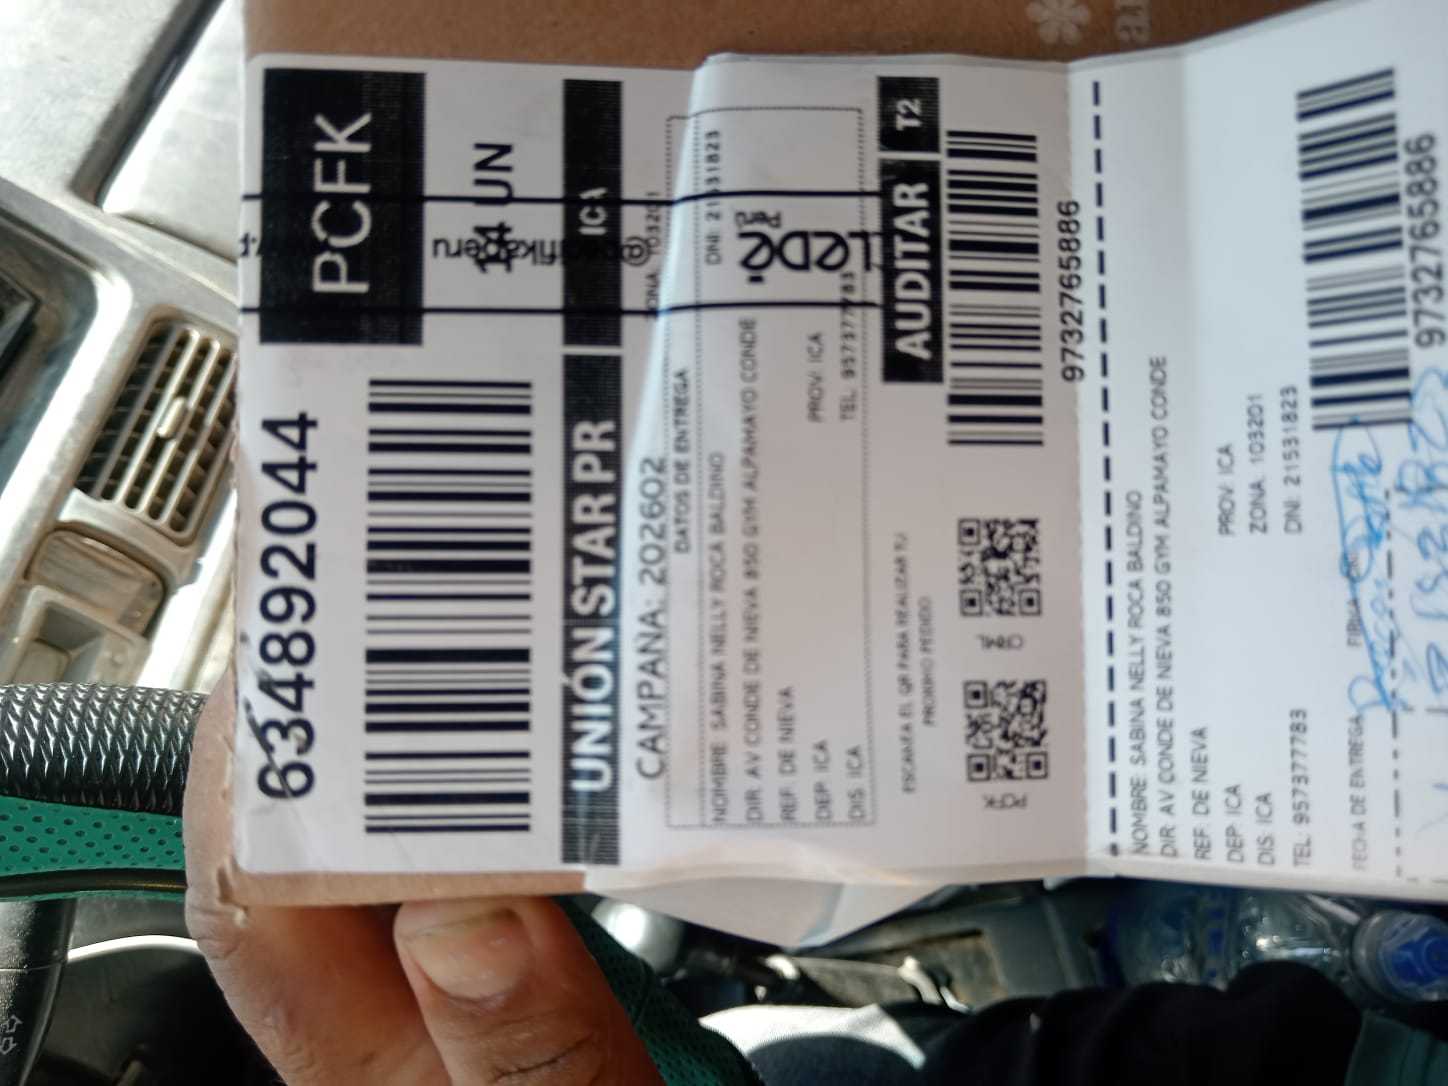 PCFK
634892044
14 UN
UNIÓN STAR PR
ICA
CAMPAÑA: 202602
ZONA: 103201
DATOS DE ENTREGA
DNI: 21531823
NOMBRE: SABINA NELLY ROCA BALDINO
DIR: AV CONDE DE NIEVA 850 GYM ALPAMAYO CONDE
REF: DE NIEVA
DEP: ICA
PROV: ICA
DIS: ICA
TEL: 957377783
AUDITAR
T2
ESCANEA EL QR PARA REALIZAR TU
PRÓXIMO PEDIDO
PCFK
9732765886
NOMBRE: SABINA NELLY ROCA BALDINO
DIR: AV CONDE DE NIEVA 850 GYM ALPAMAYO CONDE
REF: DE NIEVA
DEP: ICA
PROV: ICA
DIS: ICA
ZONA: 103201
TEL: 957377783
DNI: 21531823
FECHA DE ENTREGA
9732765886